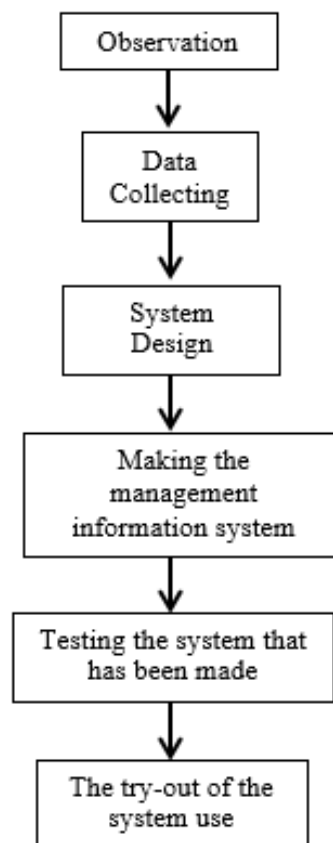 Observation
Data
Collecting
System
Design
Making the
management
information system
Testing the system that
has been made
The try-out of the
system use